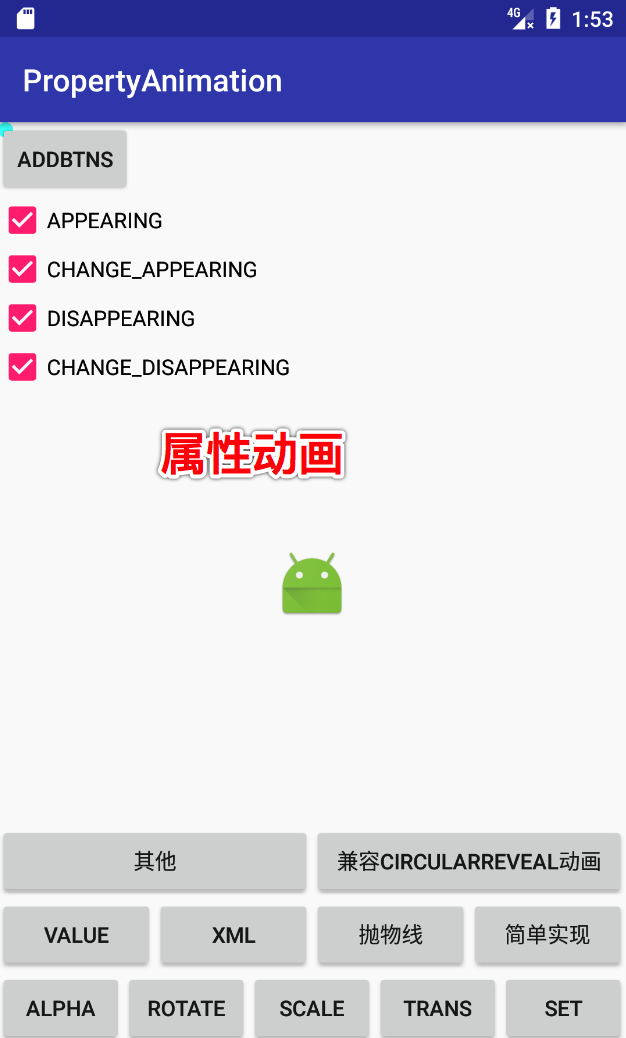 4G 1:53
PropertyAnimation
ADDBTNS
APPEARING
CHANGE_APPEARING
DISAPPEARING
CHANGE_DISAPPEARING
属性动画
其他 兼容CIRCULARREVEAL动画
VALUE XML 抛物线 简单实现
ALPHA ROTATE SCALE TRANS SET